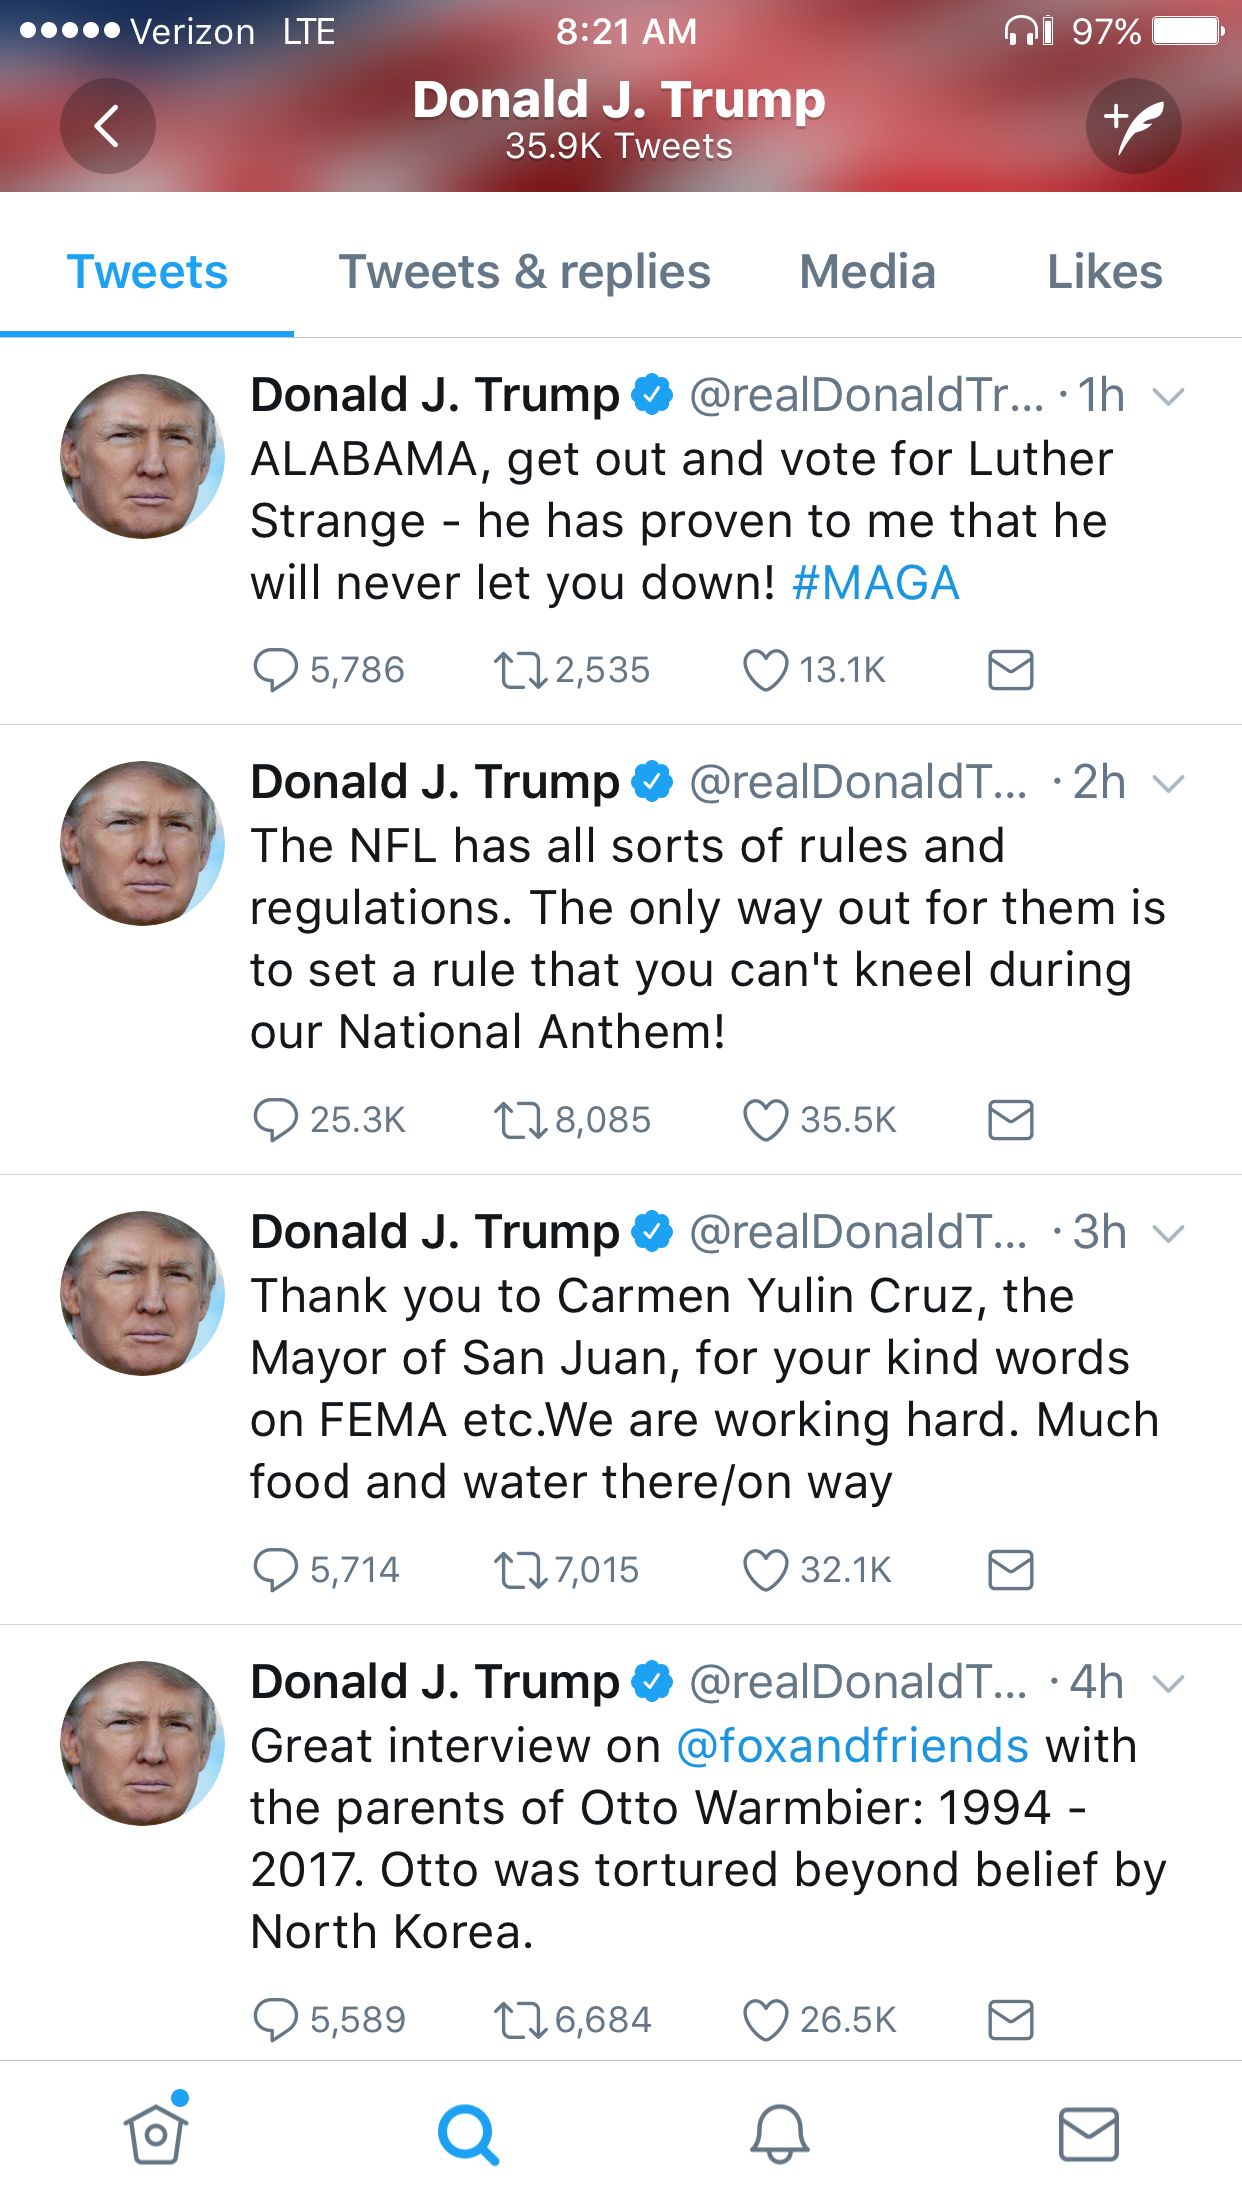 Verizon LTE 8:21 AM 97%
Donald J. Trump
35.9K Tweets
Tweets Tweets & replies Media Likes
Donald J. Trump @realDonaldTr... · 1h
ALABAMA, get out and vote for Luther
Strange - he has proven to me that he
will never let you down! #MAGA
5,786 2,535 13.1K
Donald J. Trump @realDonaldT... · 2h
The NFL has all sorts of rules and
regulations. The only way out for them is
to set a rule that you can't kneel during
our National Anthem!
25.3K 8,085 35.5K
Donald J. Trump @realDonaldT... · 3h
Thank you to Carmen Yulin Cruz, the
Mayor of San Juan, for your kind words
on FEMA etc.We are working hard. Much
food and water there/on way
5,714 7,015 32.1K
Donald J. Trump @realDonaldT... · 4h
Great interview on @foxandfriends with
the parents of Otto Warmbier: 1994 -
2017. Otto was tortured beyond belief by
North Korea.
5,589 6,684 26.5K